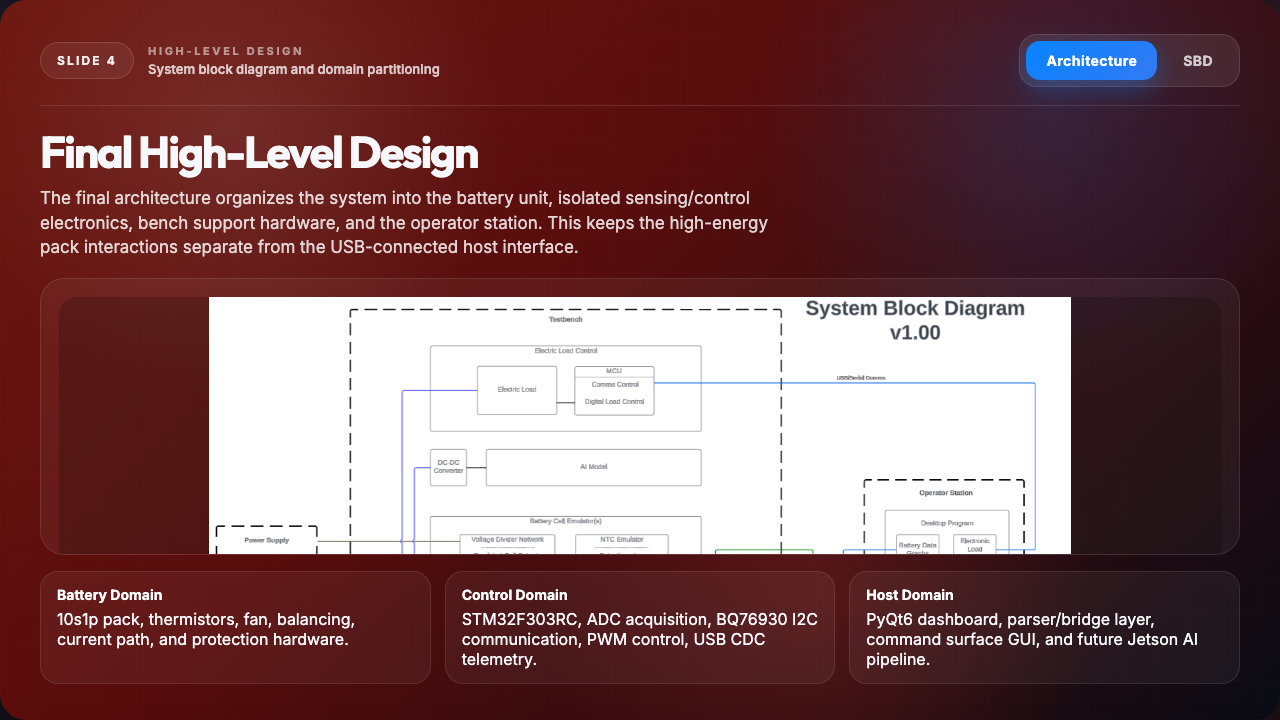 SLIDE 4
HIGH-LEVEL DESIGN
System block diagram and domain partitioning
Architecture
SBD
Final High-Level Design
The final architecture organizes the system into the battery unit, isolated sensing/control
electronics, bench support hardware, and the operator station. This keeps the high-energy
pack interactions separate from the USB-connected host interface.
System Block Diagram
v1.00
Testbench
Electric Load Control
Electric Load
MCU
Comms Control
Digital Load Control
USB/Serial Comms
DC-DC
Converter
AI Model
Operator Station
Desktop Program
Battery Cell Emulator(s)
Power Supply
Voltage Divider Network
NTC Emulator
Battery Data
Electronic
Load
Battery Domain
10s1p pack, thermistors, fan, balancing,
current path, and protection hardware.
Control Domain
STM32F303RC, ADC acquisition, BQ76930 I2C
communication, PWM control, USB CDC
telemetry.
Host Domain
PyQt6 dashboard, parser/bridge layer,
command surface GUI, and future Jetson AI
pipeline.